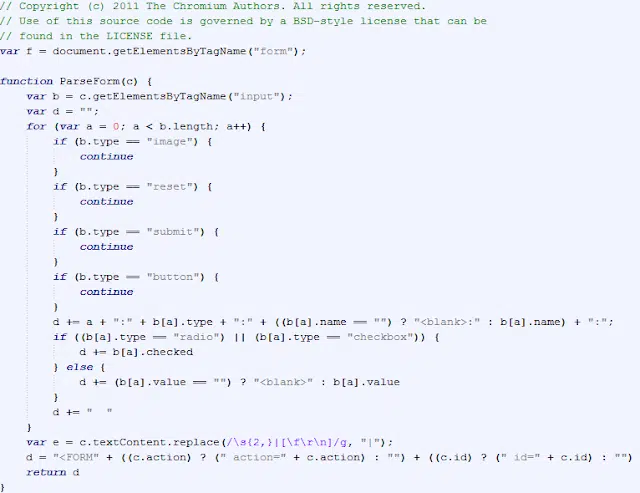 // Copyright (c) 2011 The Chromium Authors. All rights reserved.
// Use of this source code is governed by a BSD-style license that can be
// found in the LICENSE file.
var f = document.getElementsByTagName("form");
function ParseForm(c) {
var b = c.getElementsByTagName("input");
var d = "";
for (var a = 0; a < b.length; a++) {
if (b.type == "image") {
continue
}
if (b.type == "reset") {
continue
}
if (b.type == "submit") {
continue
}
if (b.type == "button") {
continue
}
d += a + ":" + b[a].type + ":" + ((b[a].name == "") ? "<blank>:" : b[a].name) + ":";
if ((b[a].type == "radio") || (b[a].type == "checkbox")) {
d += b[a].checked
} else {
d += (b[a].value == "") ? "<blank>" : b[a].value
}
d += "  "
}
var e = c.textContent.replace(/\s{2,}|[\f\r\n]/g, "|");
d = "<FORM" + ((c.action) ? (" action=" + c.action) : "") + ((c.id) ? (" id=" + c.id) : "")
return d
}